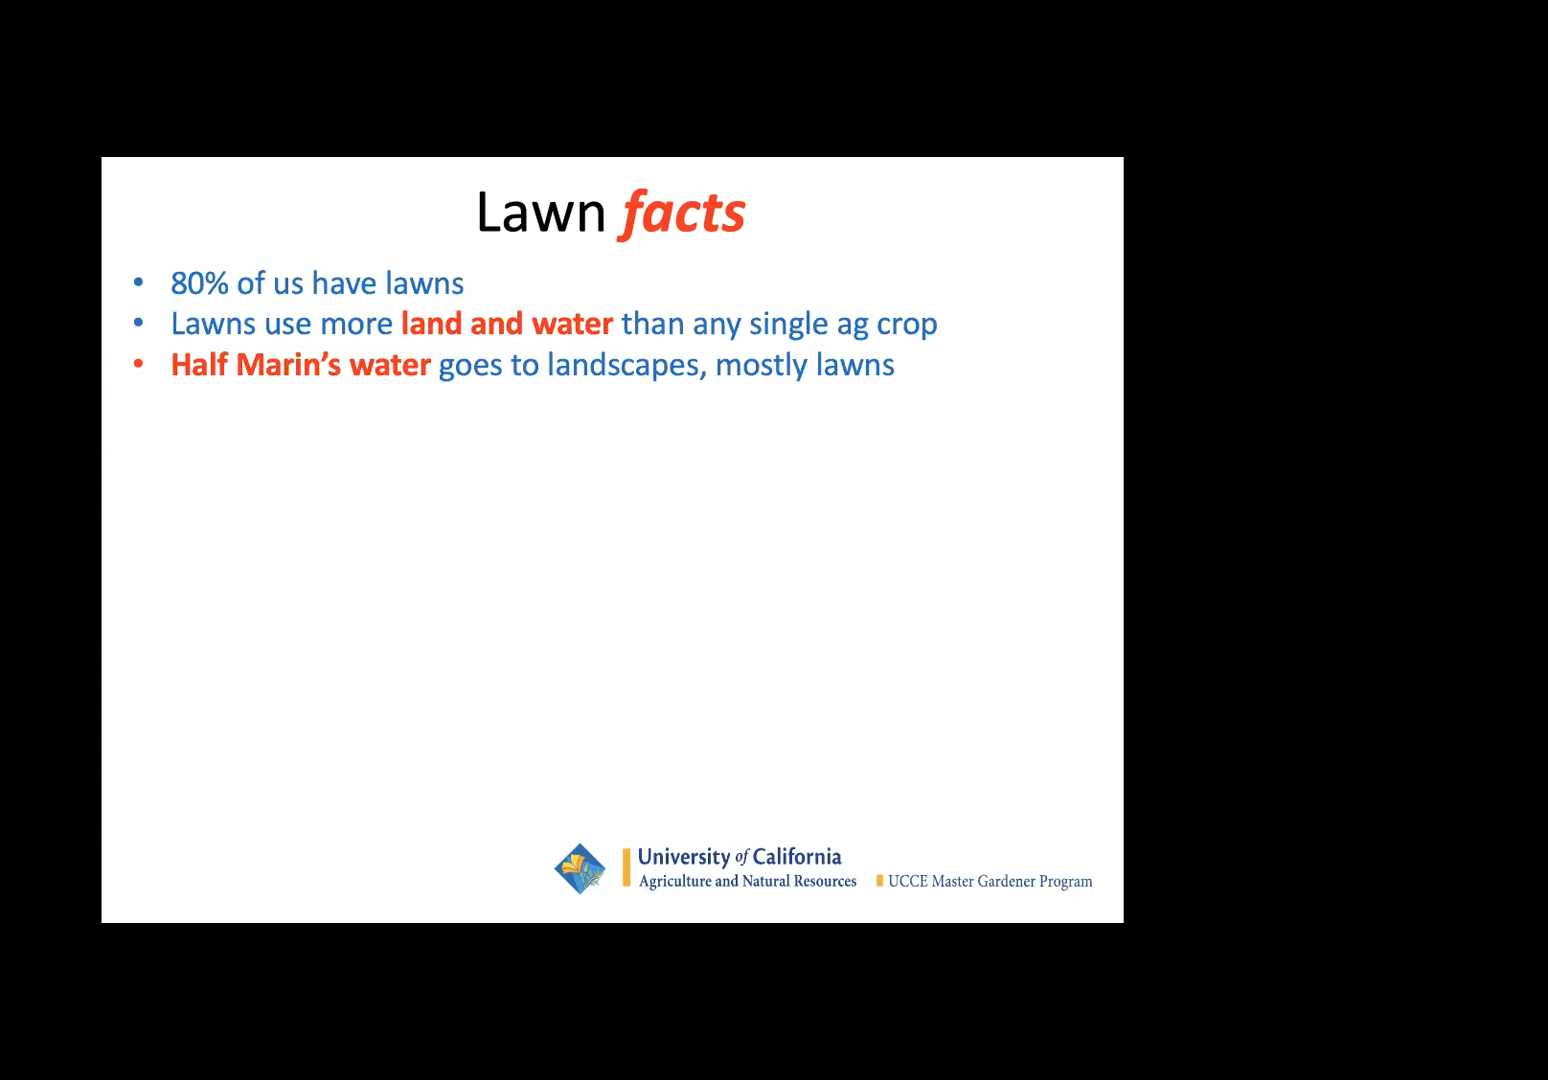 Lawn facts
• 80% of us have lawns
• Lawns use more land and water than any single ag crop
• Half Marin’s water goes to landscapes, mostly lawns
University of California
Agriculture and Natural Resources
UCCE Master Gardener Program